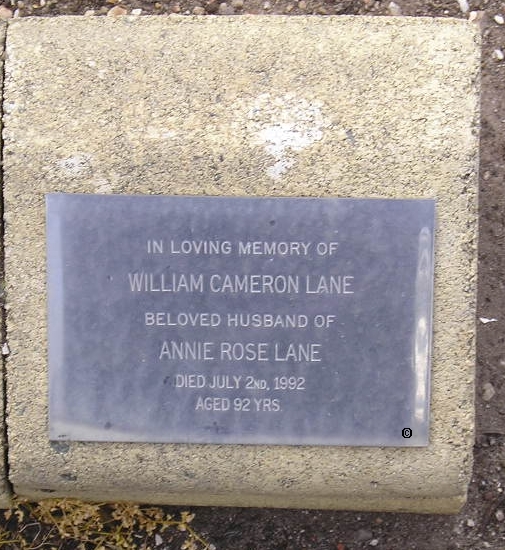 IN LOVING MEMORY OF
WILLIAM CAMERON LANE
BELOVED HUSBAND OF
ANNIE ROSE LANE
DIED JULY 2ND, 1992
AGED 92 YRS.
©